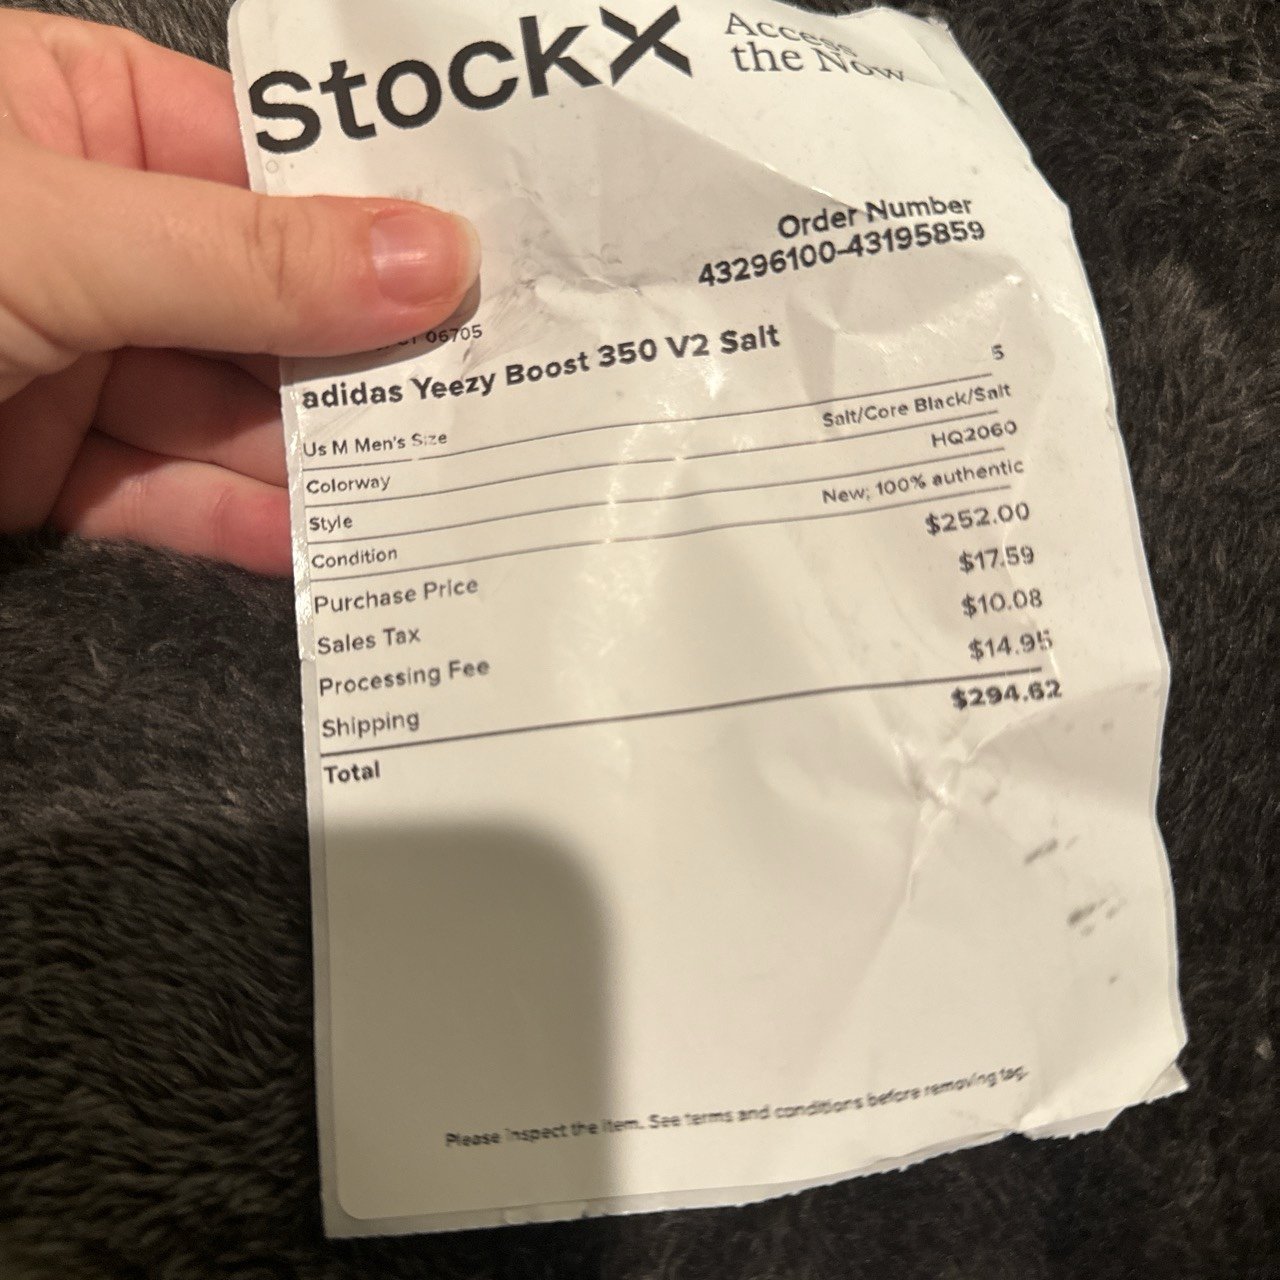 StockX Access
the Now
Order Number
43296100-43195859
06705
adidas Yeezy Boost 350 V2 Salt
Us M Men's Size 5
Colorway Salt/Core Black/Salt
Style HQ2060
Condition New; 100% authentic
Purchase Price $252.00
Sales Tax $17.59
Processing Fee $10.08
Shipping $14.95
Total $294.62
Please inspect the item. See terms and conditions before removing tag.